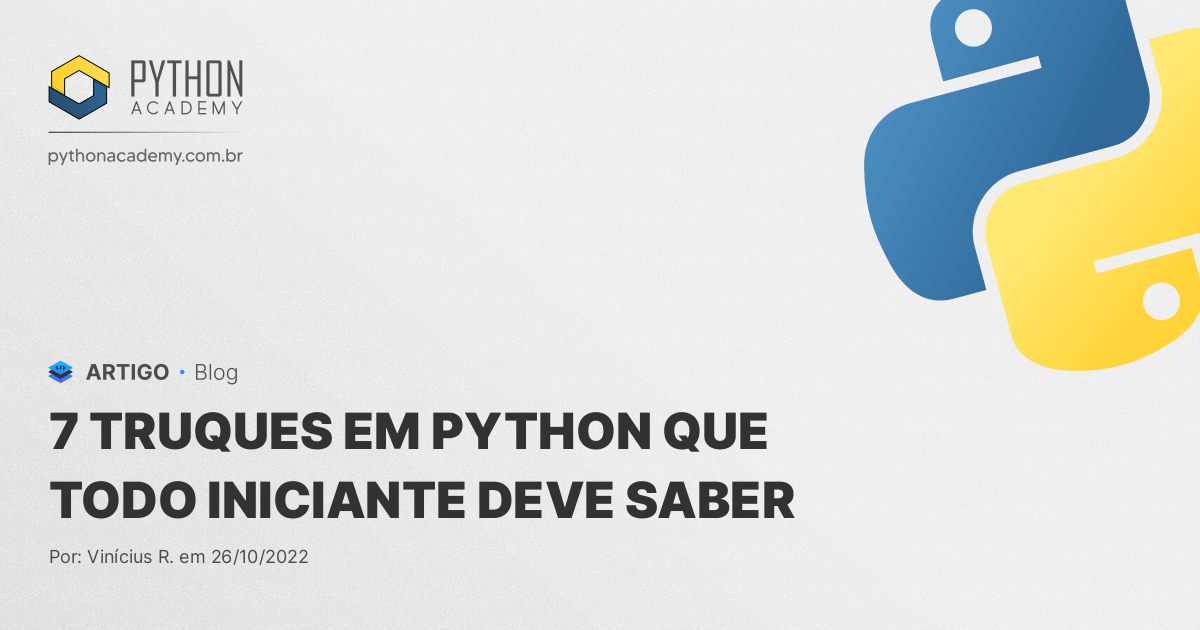 PYTHON
ACADEMY
pythonacademy.com.br
ARTIGO • Blog
7 TRUQUES EM PYTHON QUE
TODO INICIANTE DEVE SABER
Por: Vinícius R. em 26/10/2022